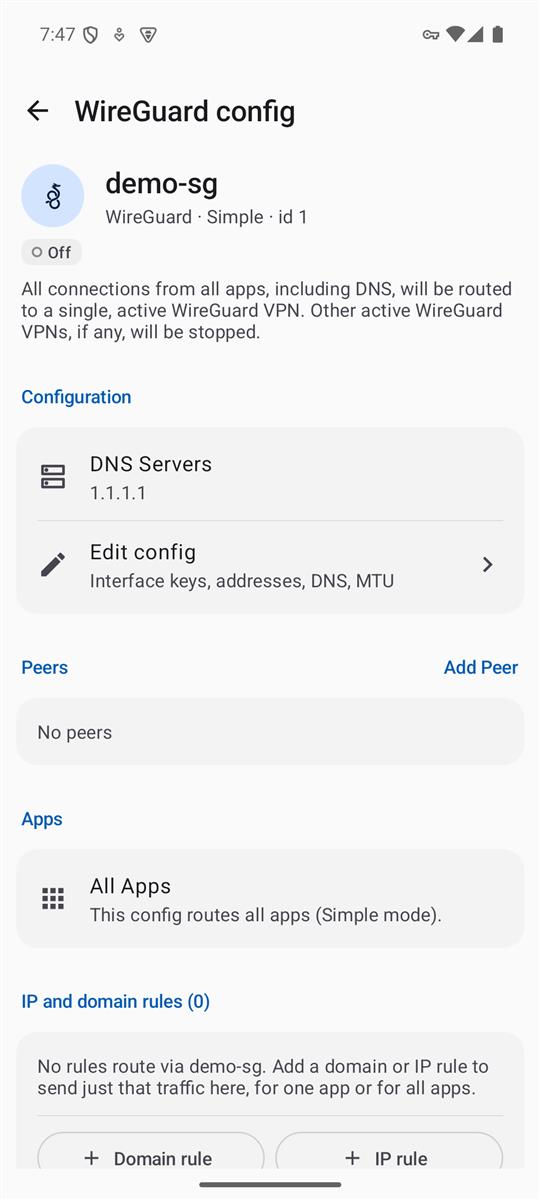 7:47
WireGuard config
demo-sg
WireGuard · Simple · id 1
Off
All connections from all apps, including DNS, will be routed
to a single, active WireGuard VPN. Other active WireGuard
VPNs, if any, will be stopped.
Configuration
DNS Servers
1.1.1.1
Edit config
Interface keys, addresses, DNS, MTU
Peers
Add Peer
No peers
Apps
All Apps
This config routes all apps (Simple mode).
IP and domain rules (0)
No rules route via demo-sg. Add a domain or IP rule to
send just that traffic here, for one app or for all apps.
+ Domain rule
+ IP rule